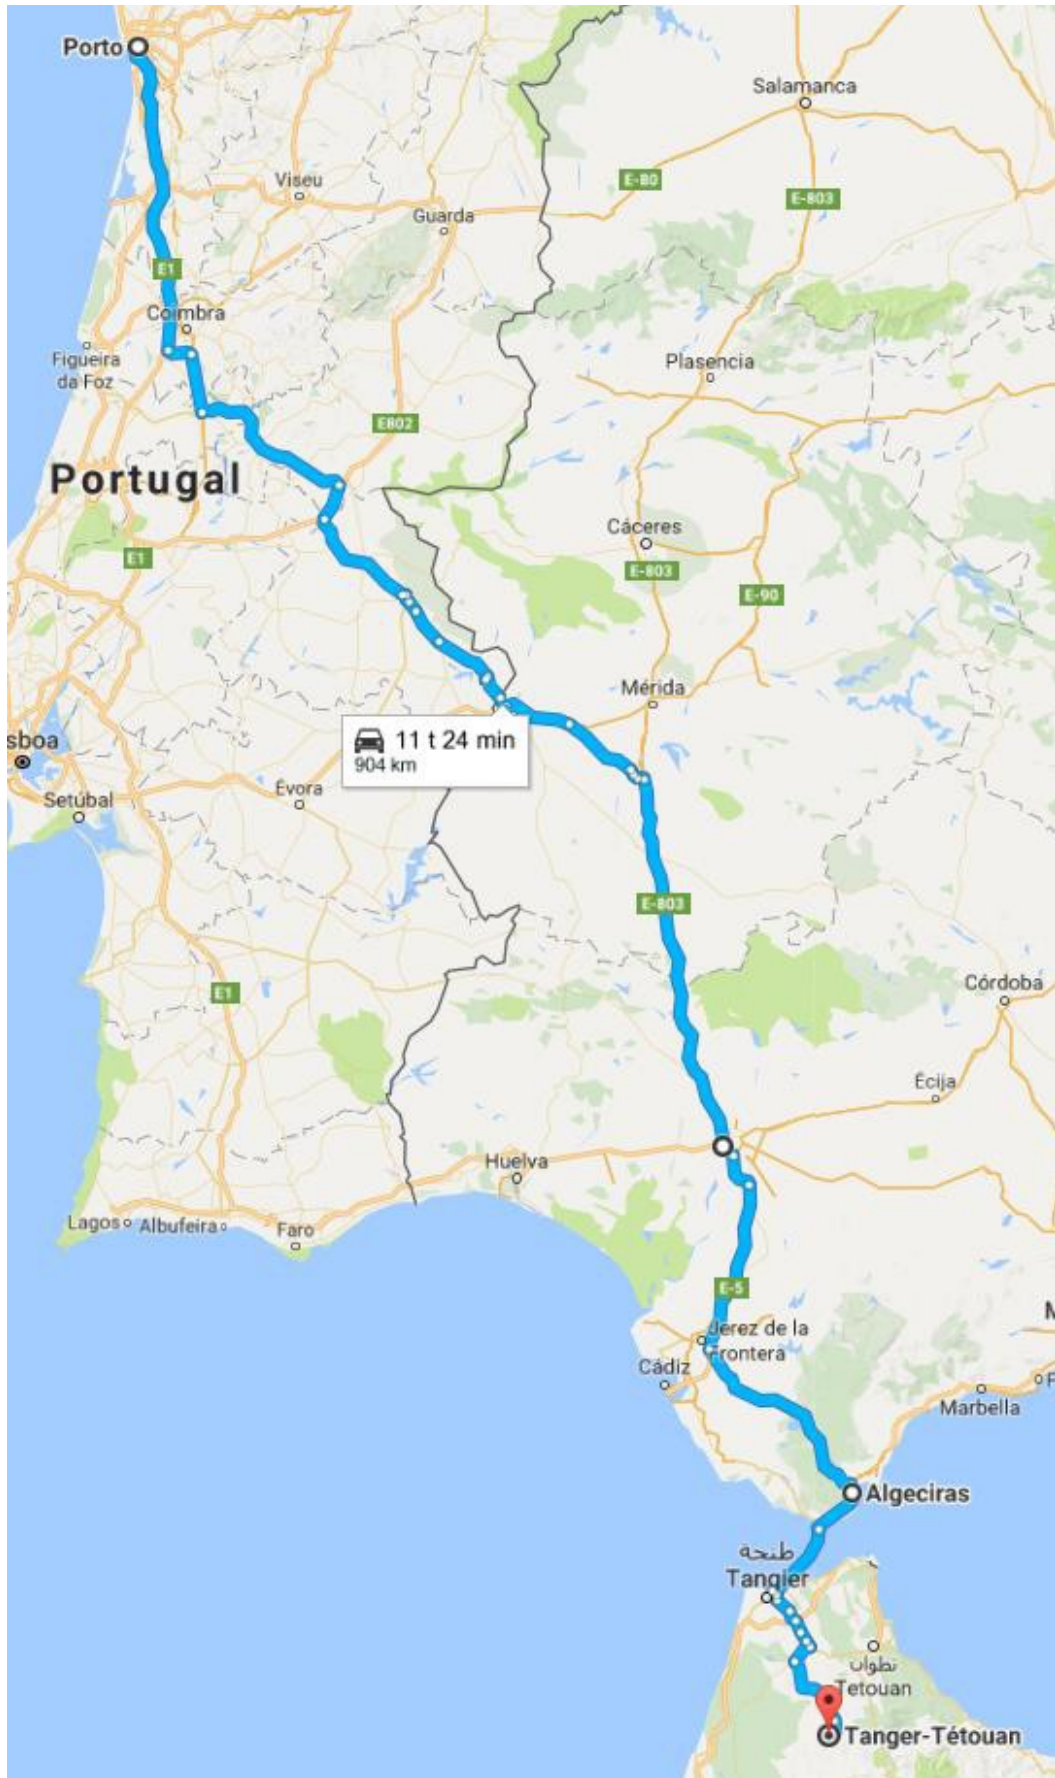 Porto
Salamanca
E-80
Viseu
E-803
Guarda
E1
Coimbra
Figueira
da Foz
Plasencia
E802
Portugal
Cáceres
E1
E-803
E-90
Mérida
sboa
11 t 24 min
904 km
Évora
Setúbal
E-803
Córdoba
E1
Écija
Huelva
Lagos
Albufeira
Faro
E-5
Jerez de la
Frontera
Cádiz
Marbella
Algeciras
طنجة
Tangier
تطوان
Tetouan
Tanger-Tétouan